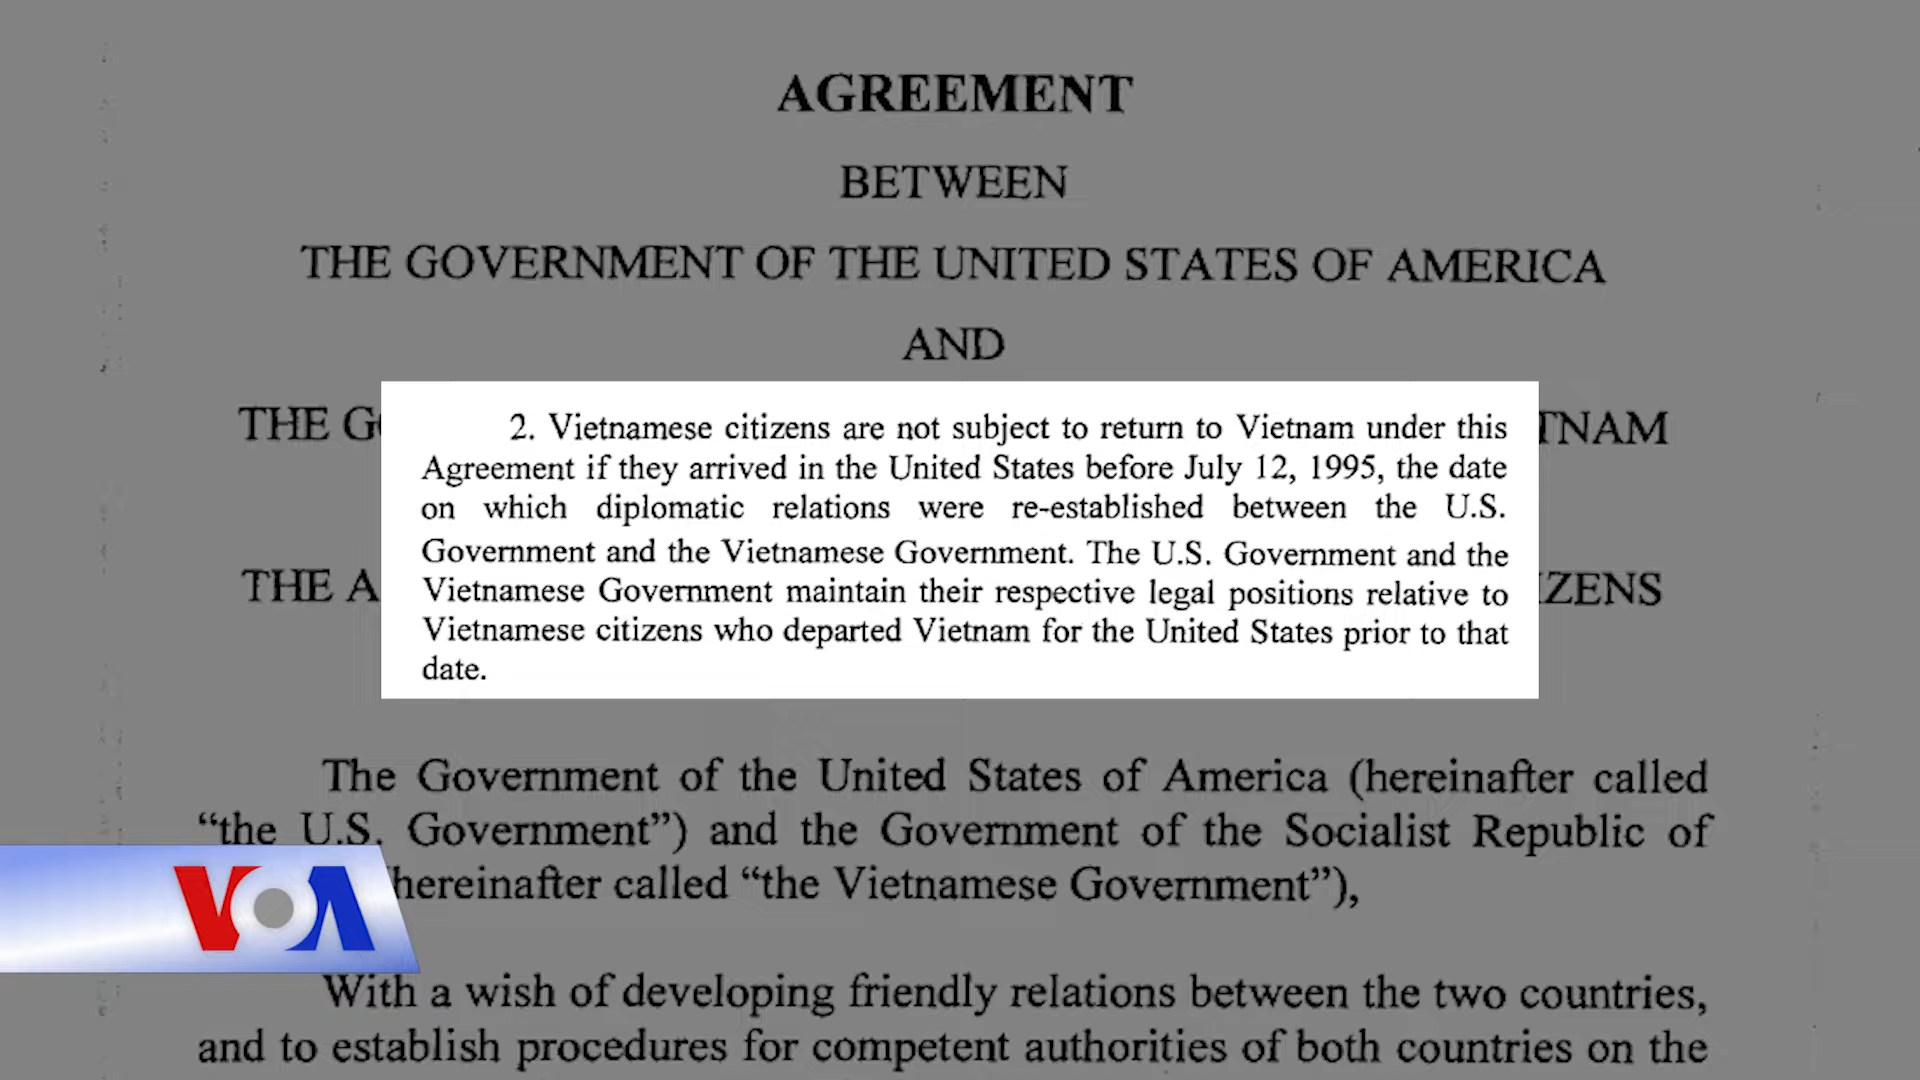 AGREEMENT
BETWEEN
THE GOVERNMENT OF THE UNITED STATES OF AMERICA
AND
THE TNAM
2. Vietnamese citizens are not subject to return to Vietnam under this
Agreement if they arrived in the United States before July 12, 1995, the date
on which diplomatic relations were re-established between the U.S.
Government and the Vietnamese Government. The U.S. Government and the
Vietnamese Government maintain their respective legal positions relative to
Vietnamese citizens who departed Vietnam for the United States prior to that
date.
THE A IZENS
The Government of the United States of America (hereinafter called
“the U.S. Government”) and the Government of the Socialist Republic of
hereinafter called “the Vietnamese Government”),
VOA
With a wish of developing friendly relations between the two countries,
and to establish procedures for competent authorities of both countries on the